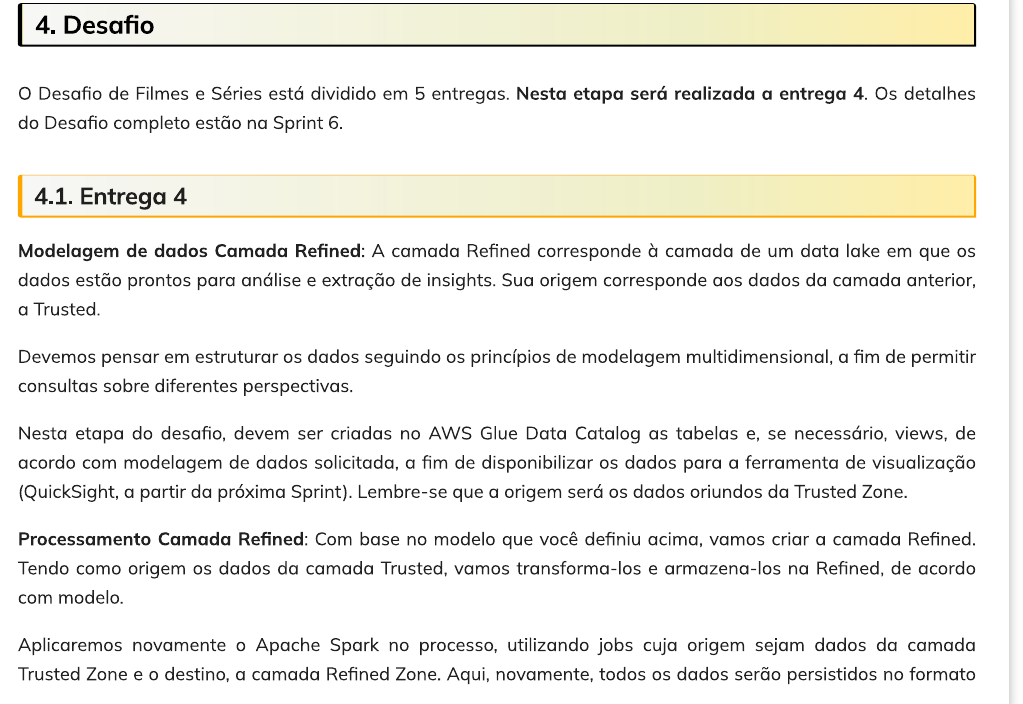 4. Desafio
O Desafio de Filmes e Séries está dividido em 5 entregas. Nesta etapa será realizada a entrega 4. Os detalhes
do Desafio completo estão na Sprint 6.
4.1. Entrega 4
Modelagem de dados Camada Refined: A camada Refined corresponde à camada de um data lake em que os
dados estão prontos para análise e extração de insights. Sua origem corresponde aos dados da camada anterior,
a Trusted.
Devemos pensar em estruturar os dados seguindo os princípios de modelagem multidimensional, a fim de permitir
consultas sobre diferentes perspectivas.
Nesta etapa do desafio, devem ser criadas no AWS Glue Data Catalog as tabelas e, se necessário, views, de
acordo com modelagem de dados solicitada, a fim de disponibilizar os dados para a ferramenta de visualização
(QuickSight, a partir da próxima Sprint). Lembre-se que a origem será os dados oriundos da Trusted Zone.
Processamento Camada Refined: Com base no modelo que você definiu acima, vamos criar a camada Refined.
Tendo como origem os dados da camada Trusted, vamos transforma-los e armazena-los na Refined, de acordo
com modelo.
Aplicaremos novamente o Apache Spark no processo, utilizando jobs cuja origem sejam dados da camada
Trusted Zone e o destino, a camada Refined Zone. Aqui, novamente, todos os dados serão persistidos no formato